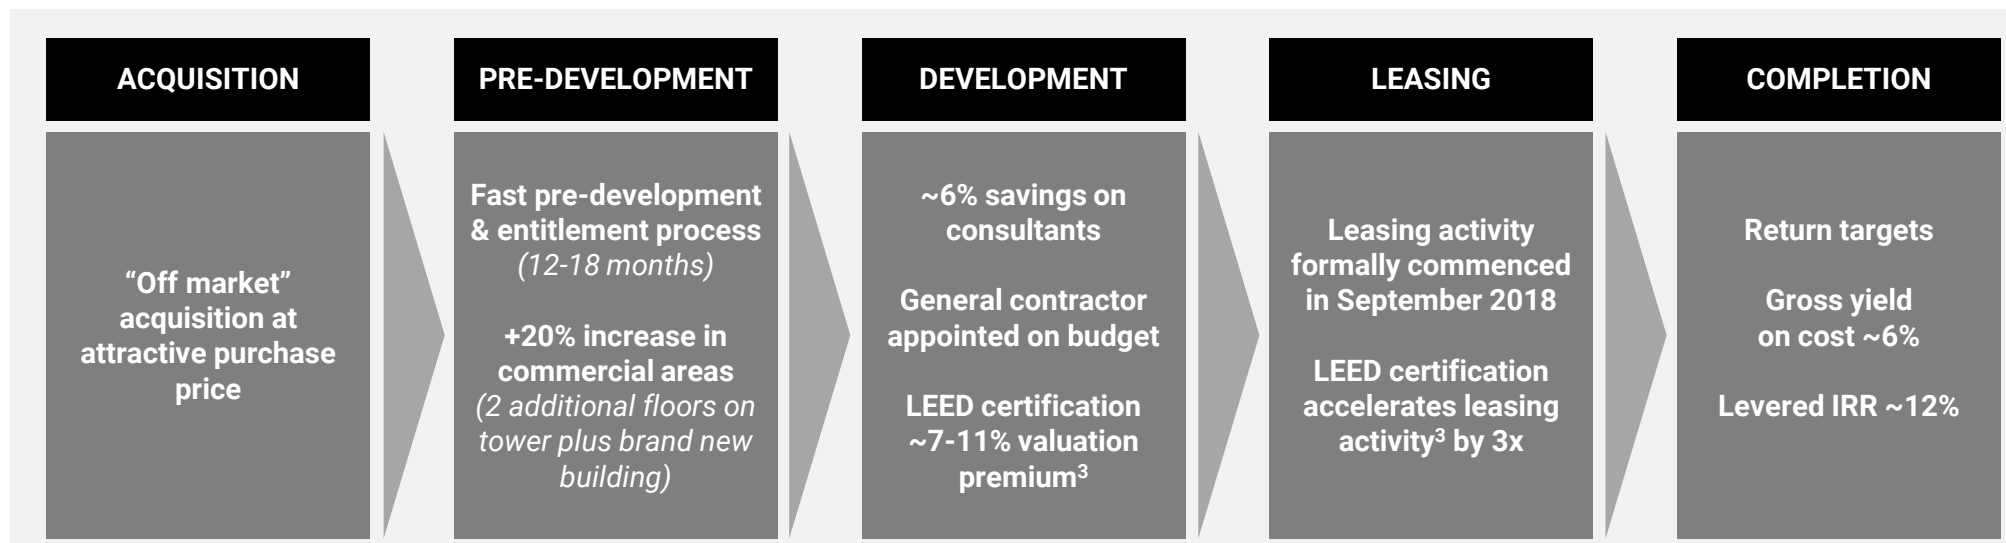 ACQUISITION
“Off market”
acquisition at
attractive purchase
price
PRE-DEVELOPMENT
Fast pre-development
& entitlement process
(12-18 months)
+20% increase in
commercial areas
(2 additional floors on
tower plus brand new
building)
DEVELOPMENT
~6% savings on
consultants
General contractor
appointed on budget
LEED certification
~7-11% valuation
premium³
LEASING
Leasing activity
formally commenced
in September 2018
LEED certification
accelerates leasing
activity³ by 3x
COMPLETION
Return targets
Gross yield
on cost ~6%
Levered IRR ~12%